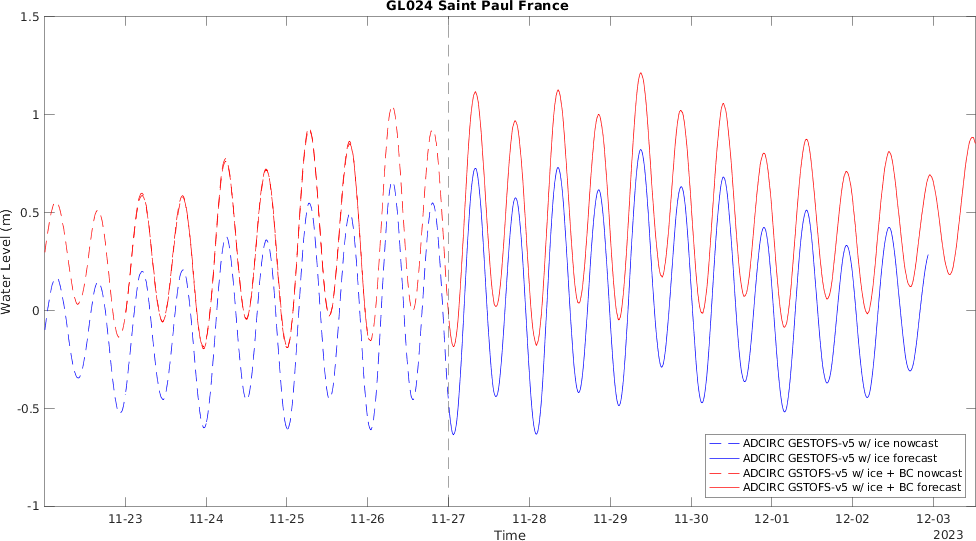 GL024 Saint Paul France
1.5
1
0.5
0
-0.5
-1
Water Level (m)
ADCIRC GESTOFS-v5 w/ ice nowcast
ADCIRC GESTOFS-v5 w/ ice forecast
ADCIRC GSTOFS-v5 w/ ice + BC nowcast
ADCIRC GSTOFS-v5 w/ ice + BC forecast
11-23 11-24 11-25 11-26 11-27 11-28 11-29 11-30 12-01 12-02 12-03
Time 2023